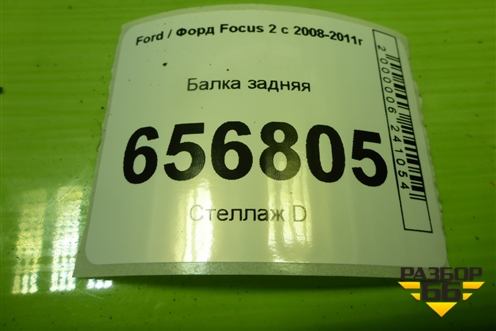 Ford / Форд Focus 2 с 2008-2011г
Балка задняя
656805
Стеллаж D
2000006241054
РАЗБОР
66